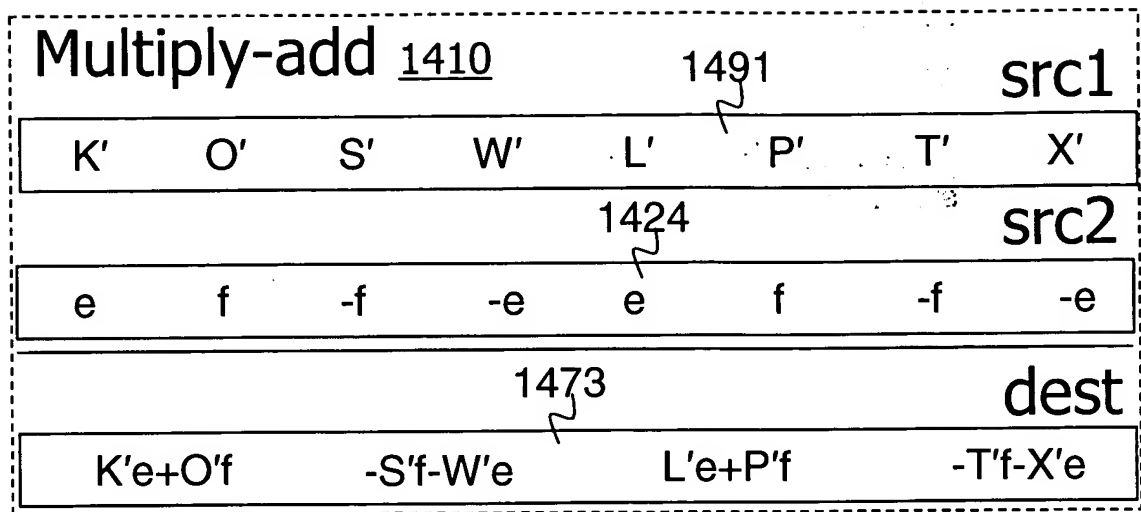 Multiply-add 1410
1491
src1
K' O' S' W' L' P' T' X'
1424
src2
e f -f -e e f -f -e
1473
dest
K'e+O'f -S'f-W'e L'e+P'f -T'f-X'e